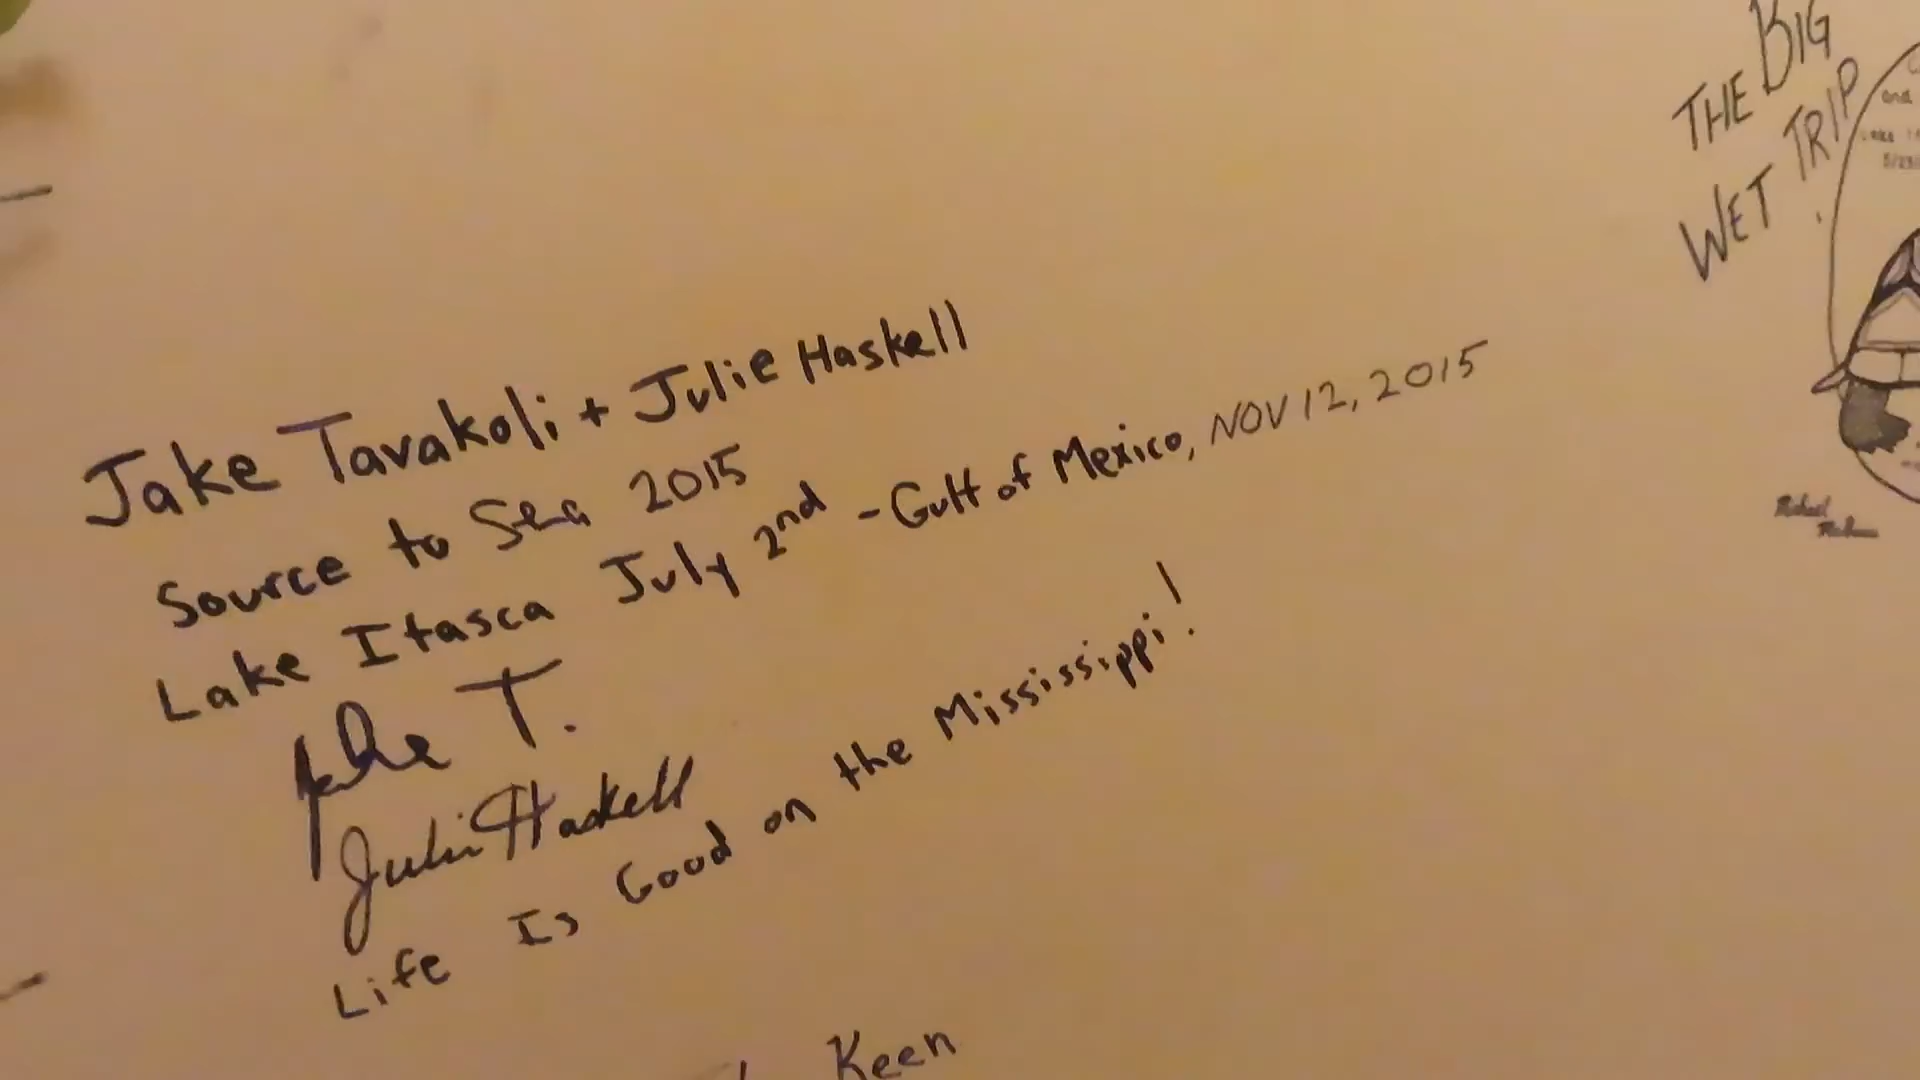 Jake Tavakoli + Julie Haskell
Source to Sea 2015
Lake Itasca July 2nd - Gulf of Mexico, NOV 12, 2015
Jake T.
Julie Haskell
Life Is Good on the Mississippi!
Keen
THE BIG
WET TRIP
and